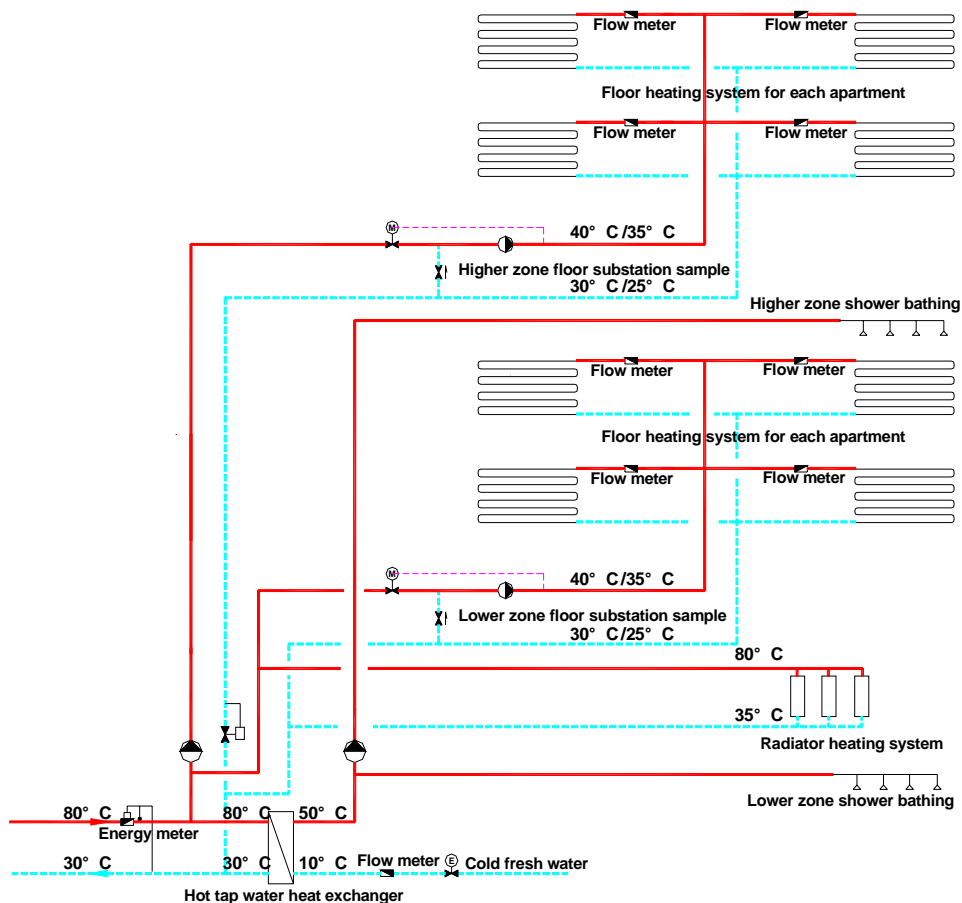 Flow meter Flow meter
Floor heating system for each apartment
Flow meter Flow meter
M
40° C/35° C
Higher zone floor substation sample
30° C/25° C
Higher zone shower bathing
Flow meter Flow meter
Floor heating system for each apartment
Flow meter Flow meter
M
40° C/35° C
Lower zone floor substation sample
30° C/25° C
80° C
35° C
Radiator heating system
Lower zone shower bathing
80° C 80° C 50° C
Energy meter
30° C 30° C 10° C Flow meter E Cold fresh water
Hot tap water heat exchanger